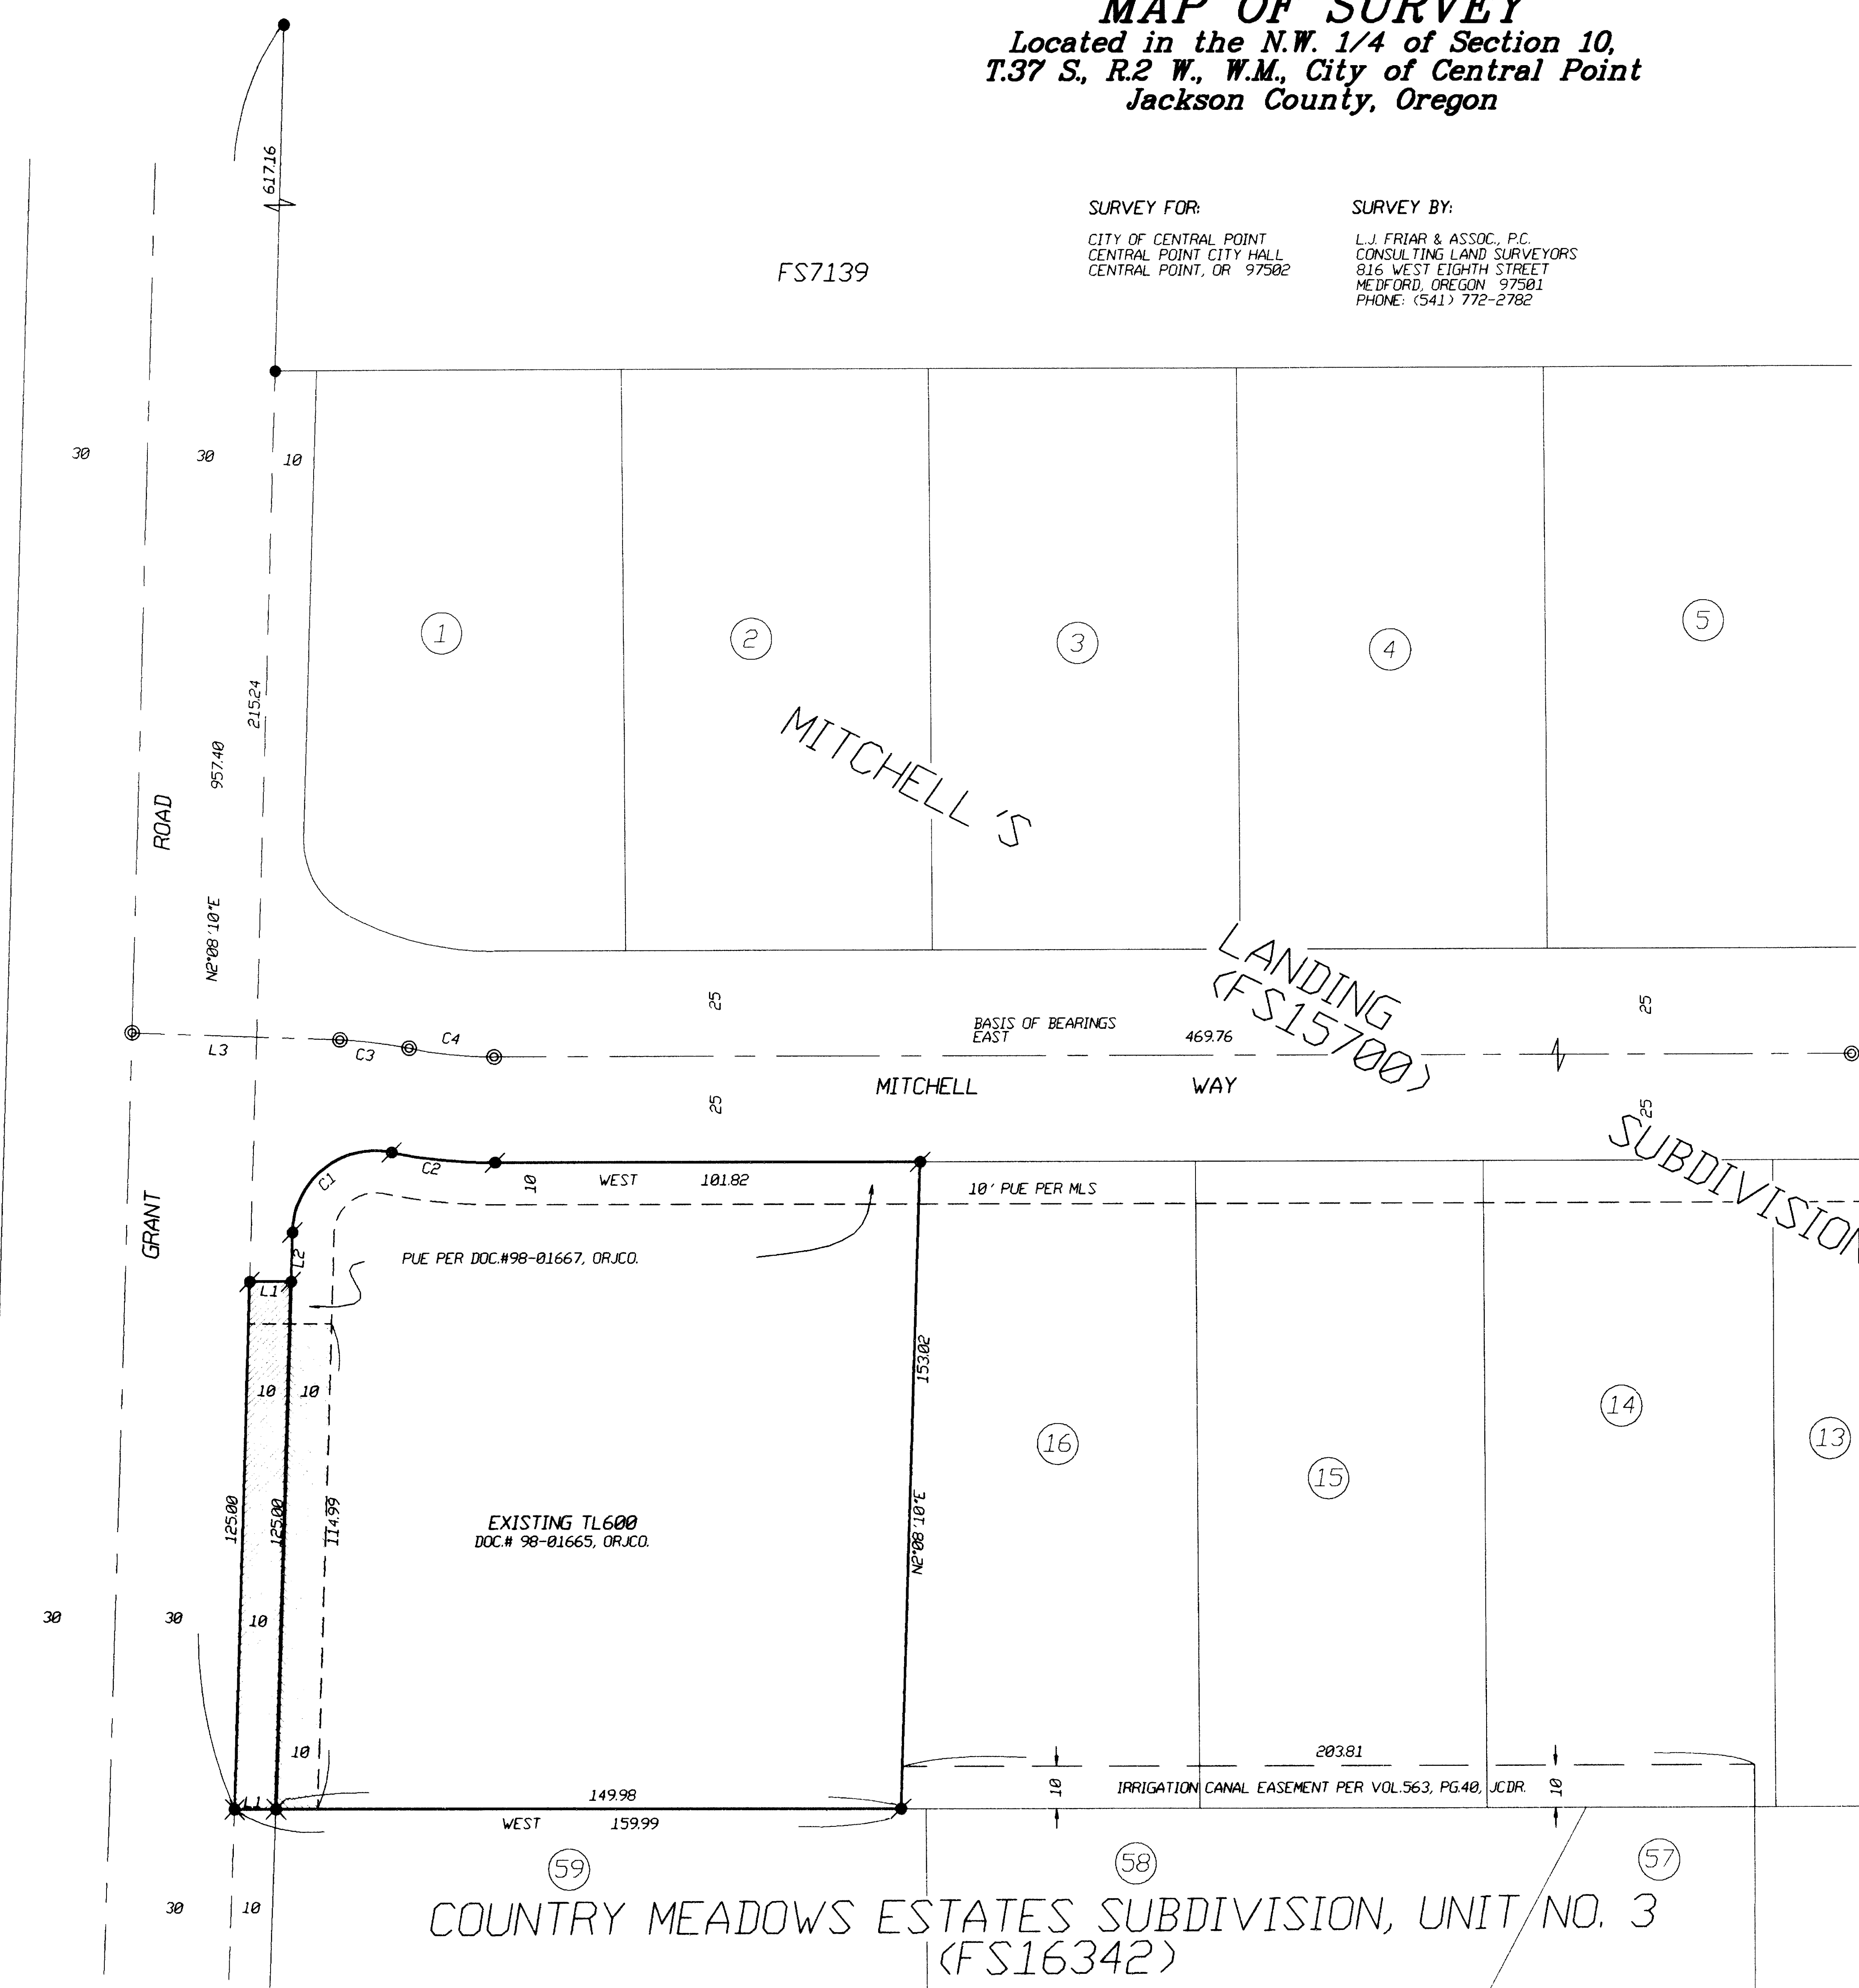 MAP OF SURVEY
Located in the N.W. 1/4 of Section 10,
T.37 S., R.2 W., W.M., City of Central Point
Jackson County, Oregon
617.16
SURVEY FOR:
CITY OF CENTRAL POINT
CENTRAL POINT CITY HALL
CENTRAL POINT, OR 97502
SURVEY BY:
L.J. FRIAR & ASSOC., P.C.
CONSULTING LAND SURVEYORS
816 WEST EIGHTH STREET
MEDFORD, OREGON 97501
PHONE: (541) 772-2782
FS7139
30
30
10
1
2
3
4
5
215.24
957.40
N2°08'10"E
GRANT ROAD
MITCHELL'S
LANDING
(FS15700)
SUBDIVISION
25
25
BASIS OF BEARINGS
EAST 469.76
L3
C3
C4
MITCHELL WAY
25
25
C1
C2
10
WEST 101.82
10' PUE PER MLS
L2
L1
PUE PER DOC.#98-01667, ORJCO.
10
10
153.02
N2°08'10"E
16
15
14
13
125.00
125.00
114.99
EXISTING TL600
DOC.# 98-01665, ORJCO.
30
30
10
10
203.81
10
IRRIGATION CANAL EASEMENT PER VOL.563, PG.40, JCDR.
10
L1
149.98
WEST 159.99
59
58
57
30
10
COUNTRY MEADOWS ESTATES SUBDIVISION, UNIT NO. 3
(FS16342)